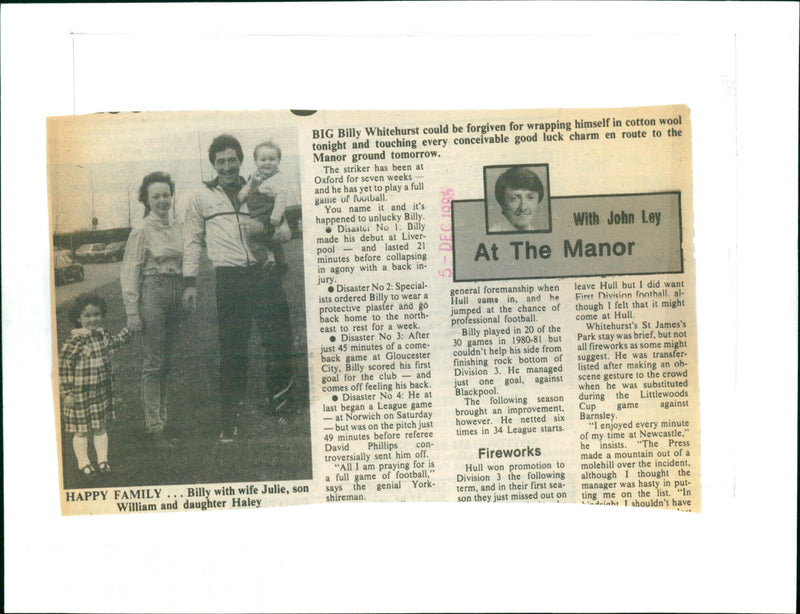 BIG Billy Whitehurst could be forgiven for wrapping himself in cotton wool
tonight and touching every conceivable good luck charm en route to the
Manor ground tomorrow.
The striker has been at
Oxford for seven weeks —
and he has yet to play a full
game of football.
You name it and it's
happened to unlucky Billy.
● Disaster No 1: Billy
made his debut at Liver-
pool — and lasted 21
minutes before collapsing
in agony with a back in-
jury.
● Disaster No 2: Special-
ists ordered Billy to wear a
protective plaster and go
back home to the north-
east to rest for a week.
● Disaster No 3: After
just 45 minutes of a come-
back game at Gloucester
City, Billy scored his first
goal for the club — and
comes off feeling his back.
● Disaster No 4: He at
last began a League game
— at Norwich on Saturday
— but was on the pitch just
49 minutes before referee
David Phillips con-
troversially sent him off.
"All I am praying for is
a full game of football,"
says the genial York-
shireman.
HAPPY FAMILY ... Billy with wife Julie, son
William and daughter Haley
5 - DEC 1986
With John Ley
At The Manor
general foremanship when
Hull came in, and he
jumped at the chance of
professional football.
Billy played in 20 of the
30 games in 1980-81 but
couldn't help his side from
finishing rock bottom of
Division 3. He managed
just one goal, against
Blackpool.
The following season
brought an improvement,
however. He netted six
times in 34 League starts.
Fireworks
Hull won promotion to
Division 3 the following
term, and in their first sea-
son they just missed out on
leave Hull but I did want
First Division football, al-
though I felt that it might
come at Hull.
Whitehurst's St James's
Park stay was brief, but not
all fireworks as some might
suggest. He was transfer-
listed after making an ob-
scene gesture to the crowd
when he was substituted
during the Littlewoods
Cup game against
Barnsley.
"I enjoyed every minute
of my time at Newcastle,"
he insists. "The Press
made a mountain out of a
molehill over the incident,
although I thought the
manager was hasty in put-
ting me on the list. "In
hindsight I shouldn't have